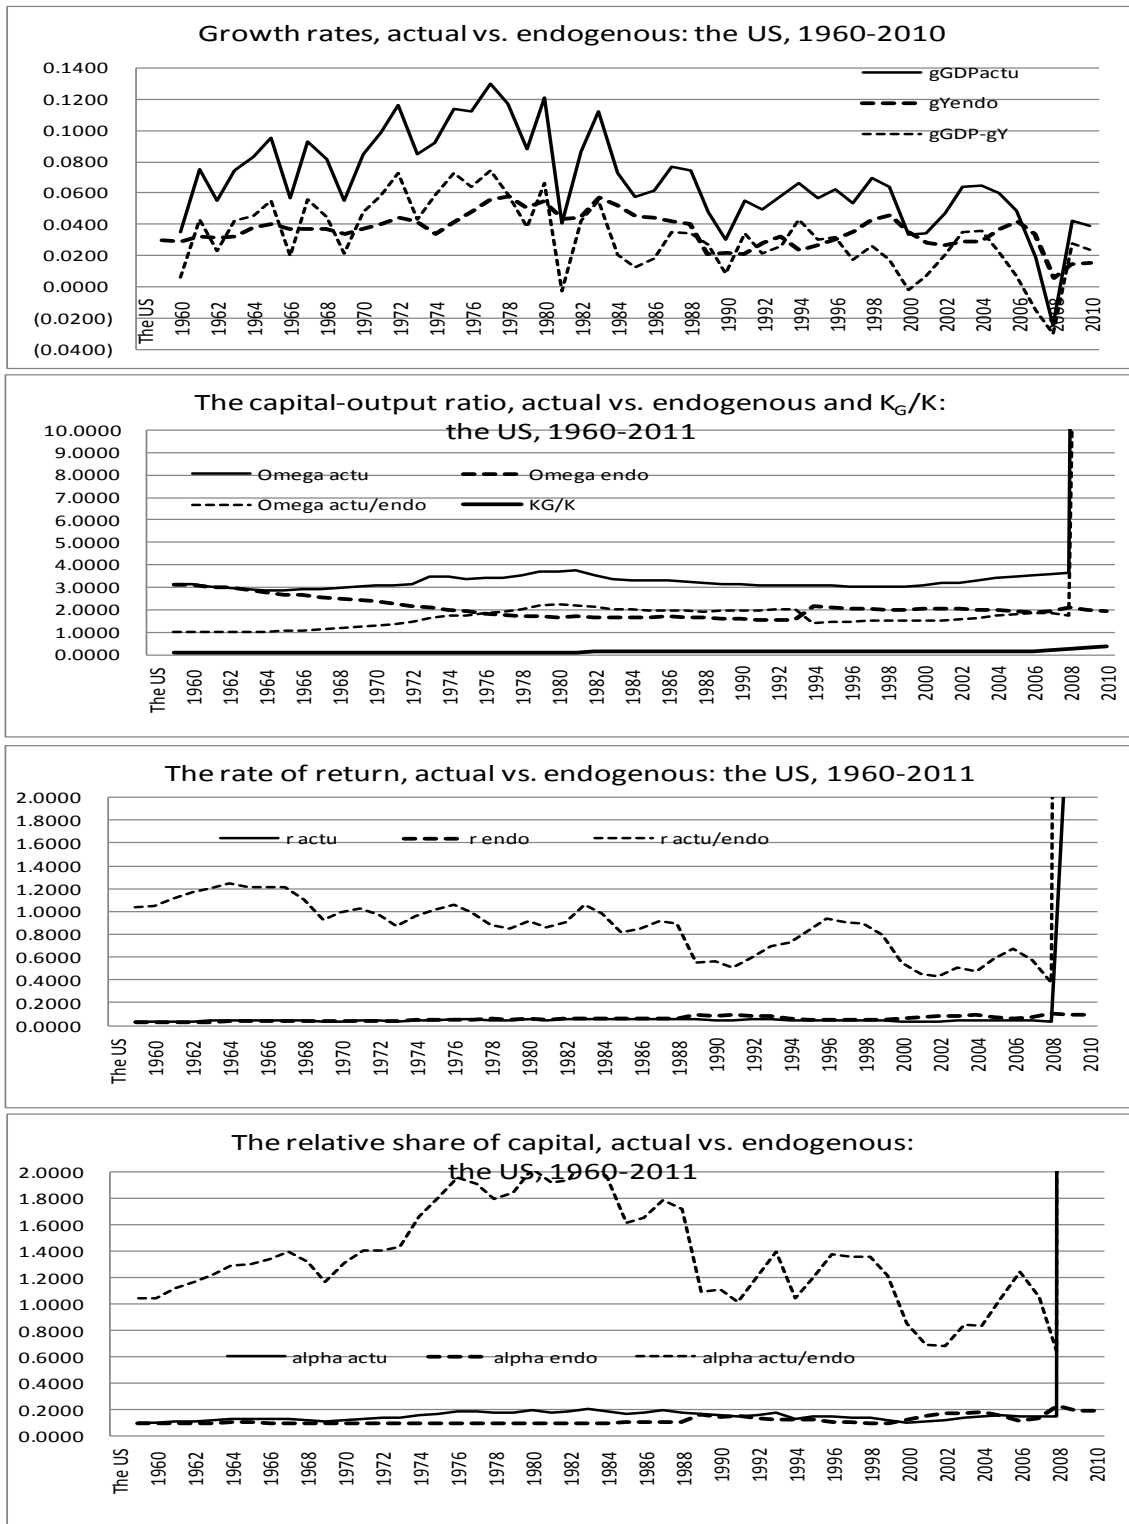 Growth rates, actual vs. endogenous: the US, 1960-2010
0.1400
0.1200
0.1000
0.0800
0.0600
0.0400
0.0200
0.0000
(0.0200)
(0.0400)
gGDPactu
gYendo
gGDP-gY
The US 1960 1962 1964 1966 1968 1970 1972 1974 1976 1978 1980 1982 1984 1986 1988 1990 1992 1994 1996 1998 2000 2002 2004 2006 2008 2010
The capital-output ratio, actual vs. endogenous and KG/K:
the US, 1960-2011
10.0000
9.0000
8.0000
7.0000
6.0000
5.0000
4.0000
3.0000
2.0000
1.0000
0.0000
Omega actu Omega endo
Omega actu/endo KG/K
The US 1960 1962 1964 1966 1968 1970 1972 1974 1976 1978 1980 1982 1984 1986 1988 1990 1992 1994 1996 1998 2000 2002 2004 2006 2008 2010
The rate of return, actual vs. endogenous: the US, 1960-2011
2.0000
1.8000
1.6000
1.4000
1.2000
1.0000
0.8000
0.6000
0.4000
0.2000
0.0000
r actu r endo r actu/endo
The US 1960 1962 1964 1966 1968 1970 1972 1974 1976 1978 1980 1982 1984 1986 1988 1990 1992 1994 1996 1998 2000 2002 2004 2006 2008 2010
The relative share of capital, actual vs. endogenous:
the US, 1960-2011
2.0000
1.8000
1.6000
1.4000
1.2000
1.0000
0.8000
0.6000
0.4000
0.2000
0.0000
alpha actu alpha endo alpha actu/endo
The US 1960 1962 1964 1966 1968 1970 1972 1974 1976 1978 1980 1982 1984 1986 1988 1990 1992 1994 1996 1998 2000 2002 2004 2006 2008 2010